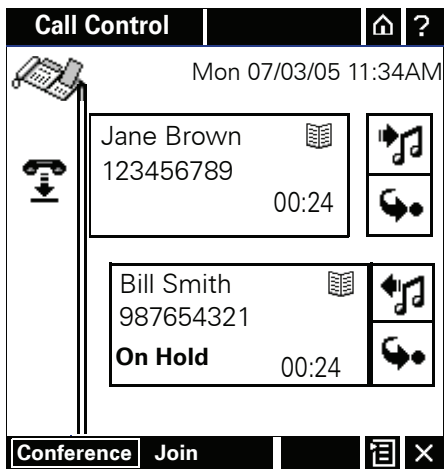 Call Control ?
Mon 07/03/05 11:34AM
Jane Brown
123456789
00:24
Bill Smith
987654321
On Hold 00:24
Conference Join